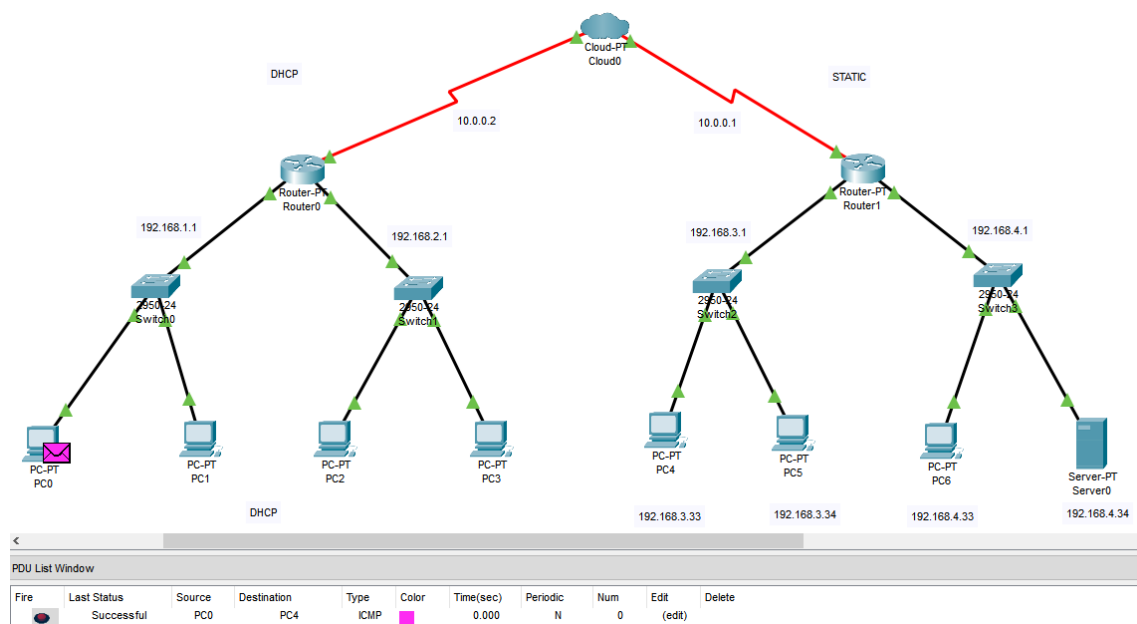 Cloud-PT
Cloud0
DHCP
STATIC
10.0.0.2
10.0.0.1
Router-PT
Router0
Router-PT
Router1
192.168.1.1
192.168.2.1
192.168.3.1
192.168.4.1
2950-24
Switch0
2950-24
Switch1
2950-24
Switch2
2950-24
Switch3
PC-PT
PC0
PC-PT
PC1
PC-PT
PC2
PC-PT
PC3
PC-PT
PC4
PC-PT
PC5
PC-PT
PC6
Server-PT
Server0
DHCP
192.168.3.33
192.168.3.34
192.168.4.33
192.168.4.34
PDU List Window
Fire Last Status Source Destination Type Color Time(sec) Periodic Num Edit Delete
Successful PC0 PC4 ICMP 0.000 N 0 (edit)